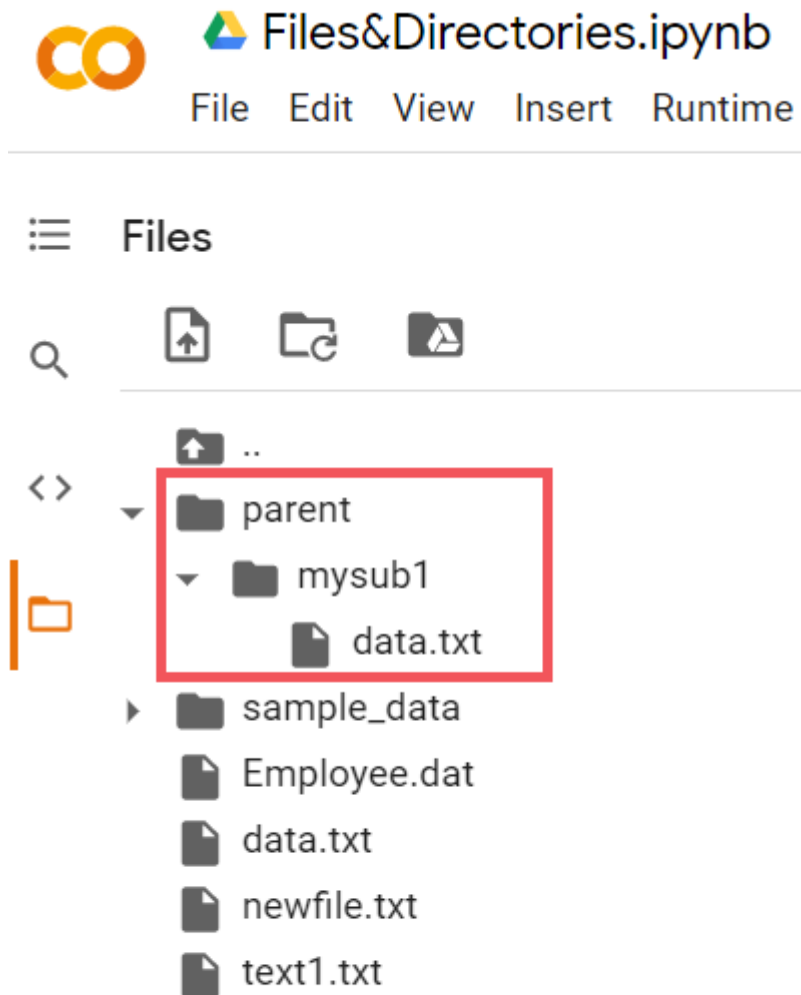 CO Files&Directories.ipynb
File Edit View Insert Runtime
Files
..
parent
mysub1
data.txt
sample_data
Employee.dat
data.txt
newfile.txt
text1.txt